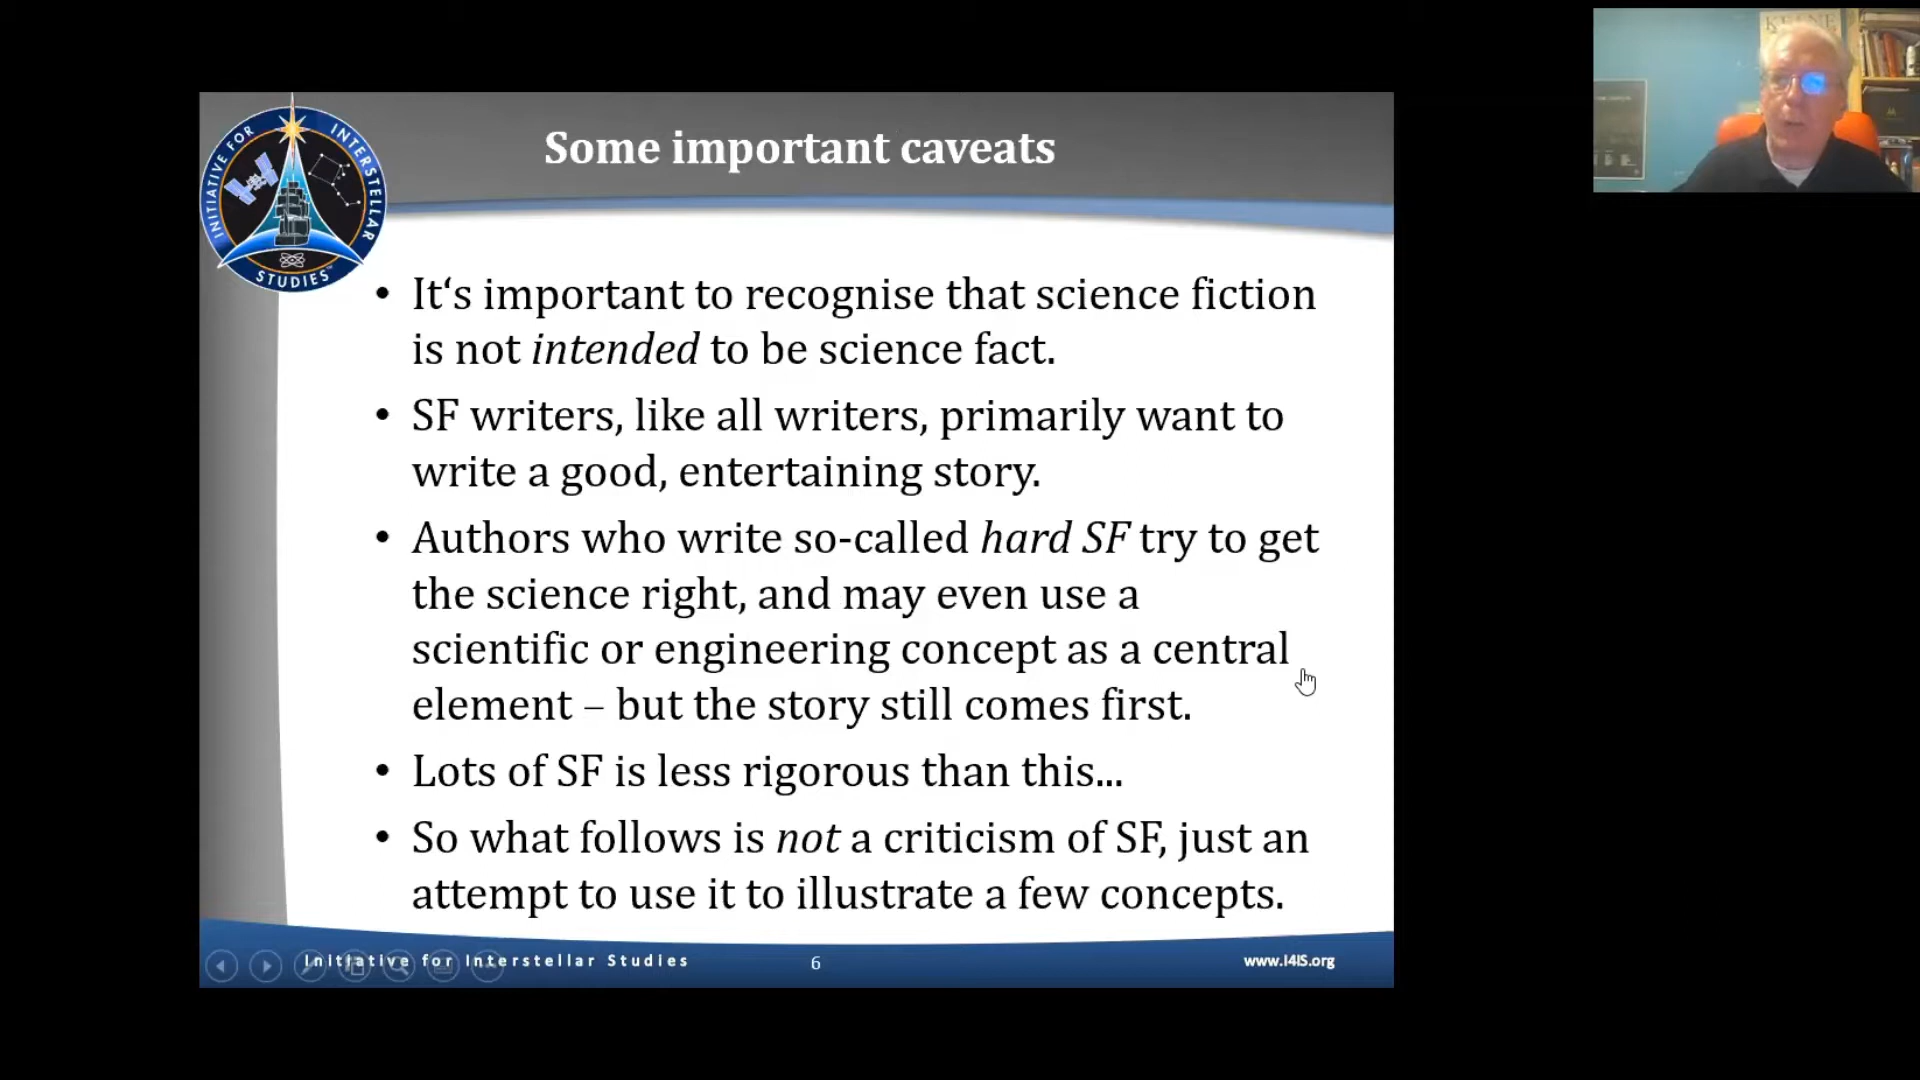 Some important caveats
INITIATIVE FOR INTERSTELLAR
STUDIES™
• It‘s important to recognise that science fiction
is not intended to be science fact.
• SF writers, like all writers, primarily want to
write a good, entertaining story.
• Authors who write so-called hard SF try to get
the science right, and may even use a
scientific or engineering concept as a central
element – but the story still comes first.
• Lots of SF is less rigorous than this...
• So what follows is not a criticism of SF, just an
attempt to use it to illustrate a few concepts.
Initiative for Interstellar Studies
6
www.I4IS.org